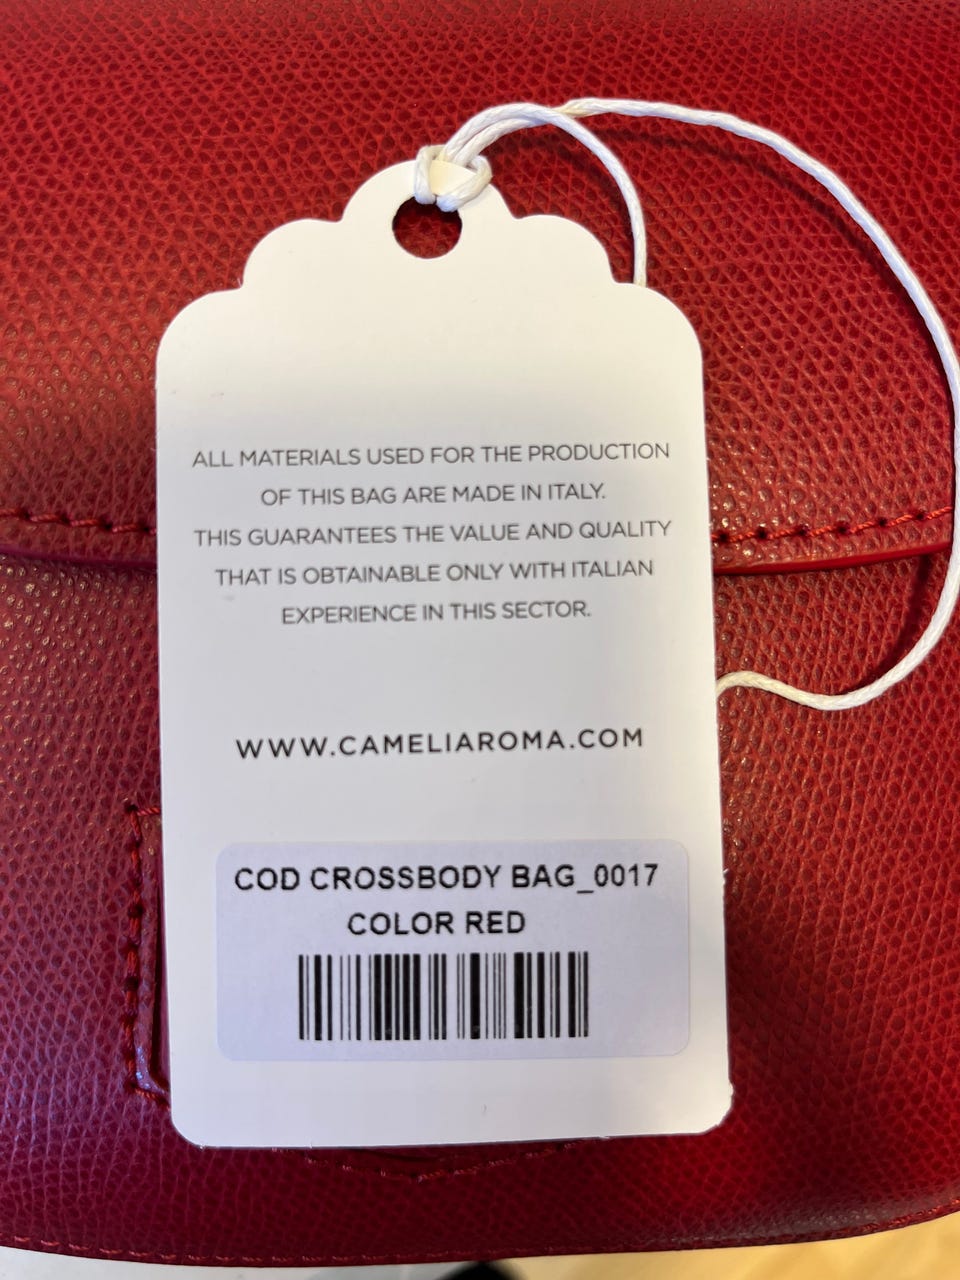 ALL MATERIALS USED FOR THE PRODUCTION
OF THIS BAG ARE MADE IN ITALY.
THIS GUARANTEES THE VALUE AND QUALITY
THAT IS OBTAINABLE ONLY WITH ITALIAN
EXPERIENCE IN THIS SECTOR.
WWW.CAMELIAROMA.COM
COD CROSSBODY BAG_0017
COLOR RED